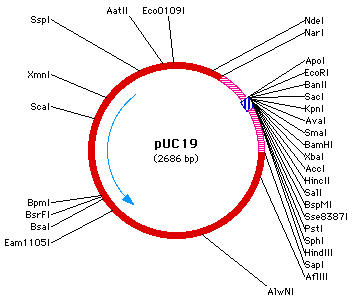 AatII
Eco0109I
SspI
NdeI
NarI
XmnI
ScaI
ApoI
EcoRI
BanII
SacI
KpnI
AvaI
SmaI
BamHI
XbaI
AccI
HincII
SalI
BspMI
Sse8387I
PstI
SphI
HindIII
SapI
AflIII
pUC19
(2686 bp)
BpmI
BsrFI
BsaI
Eam1105I
AlwNI